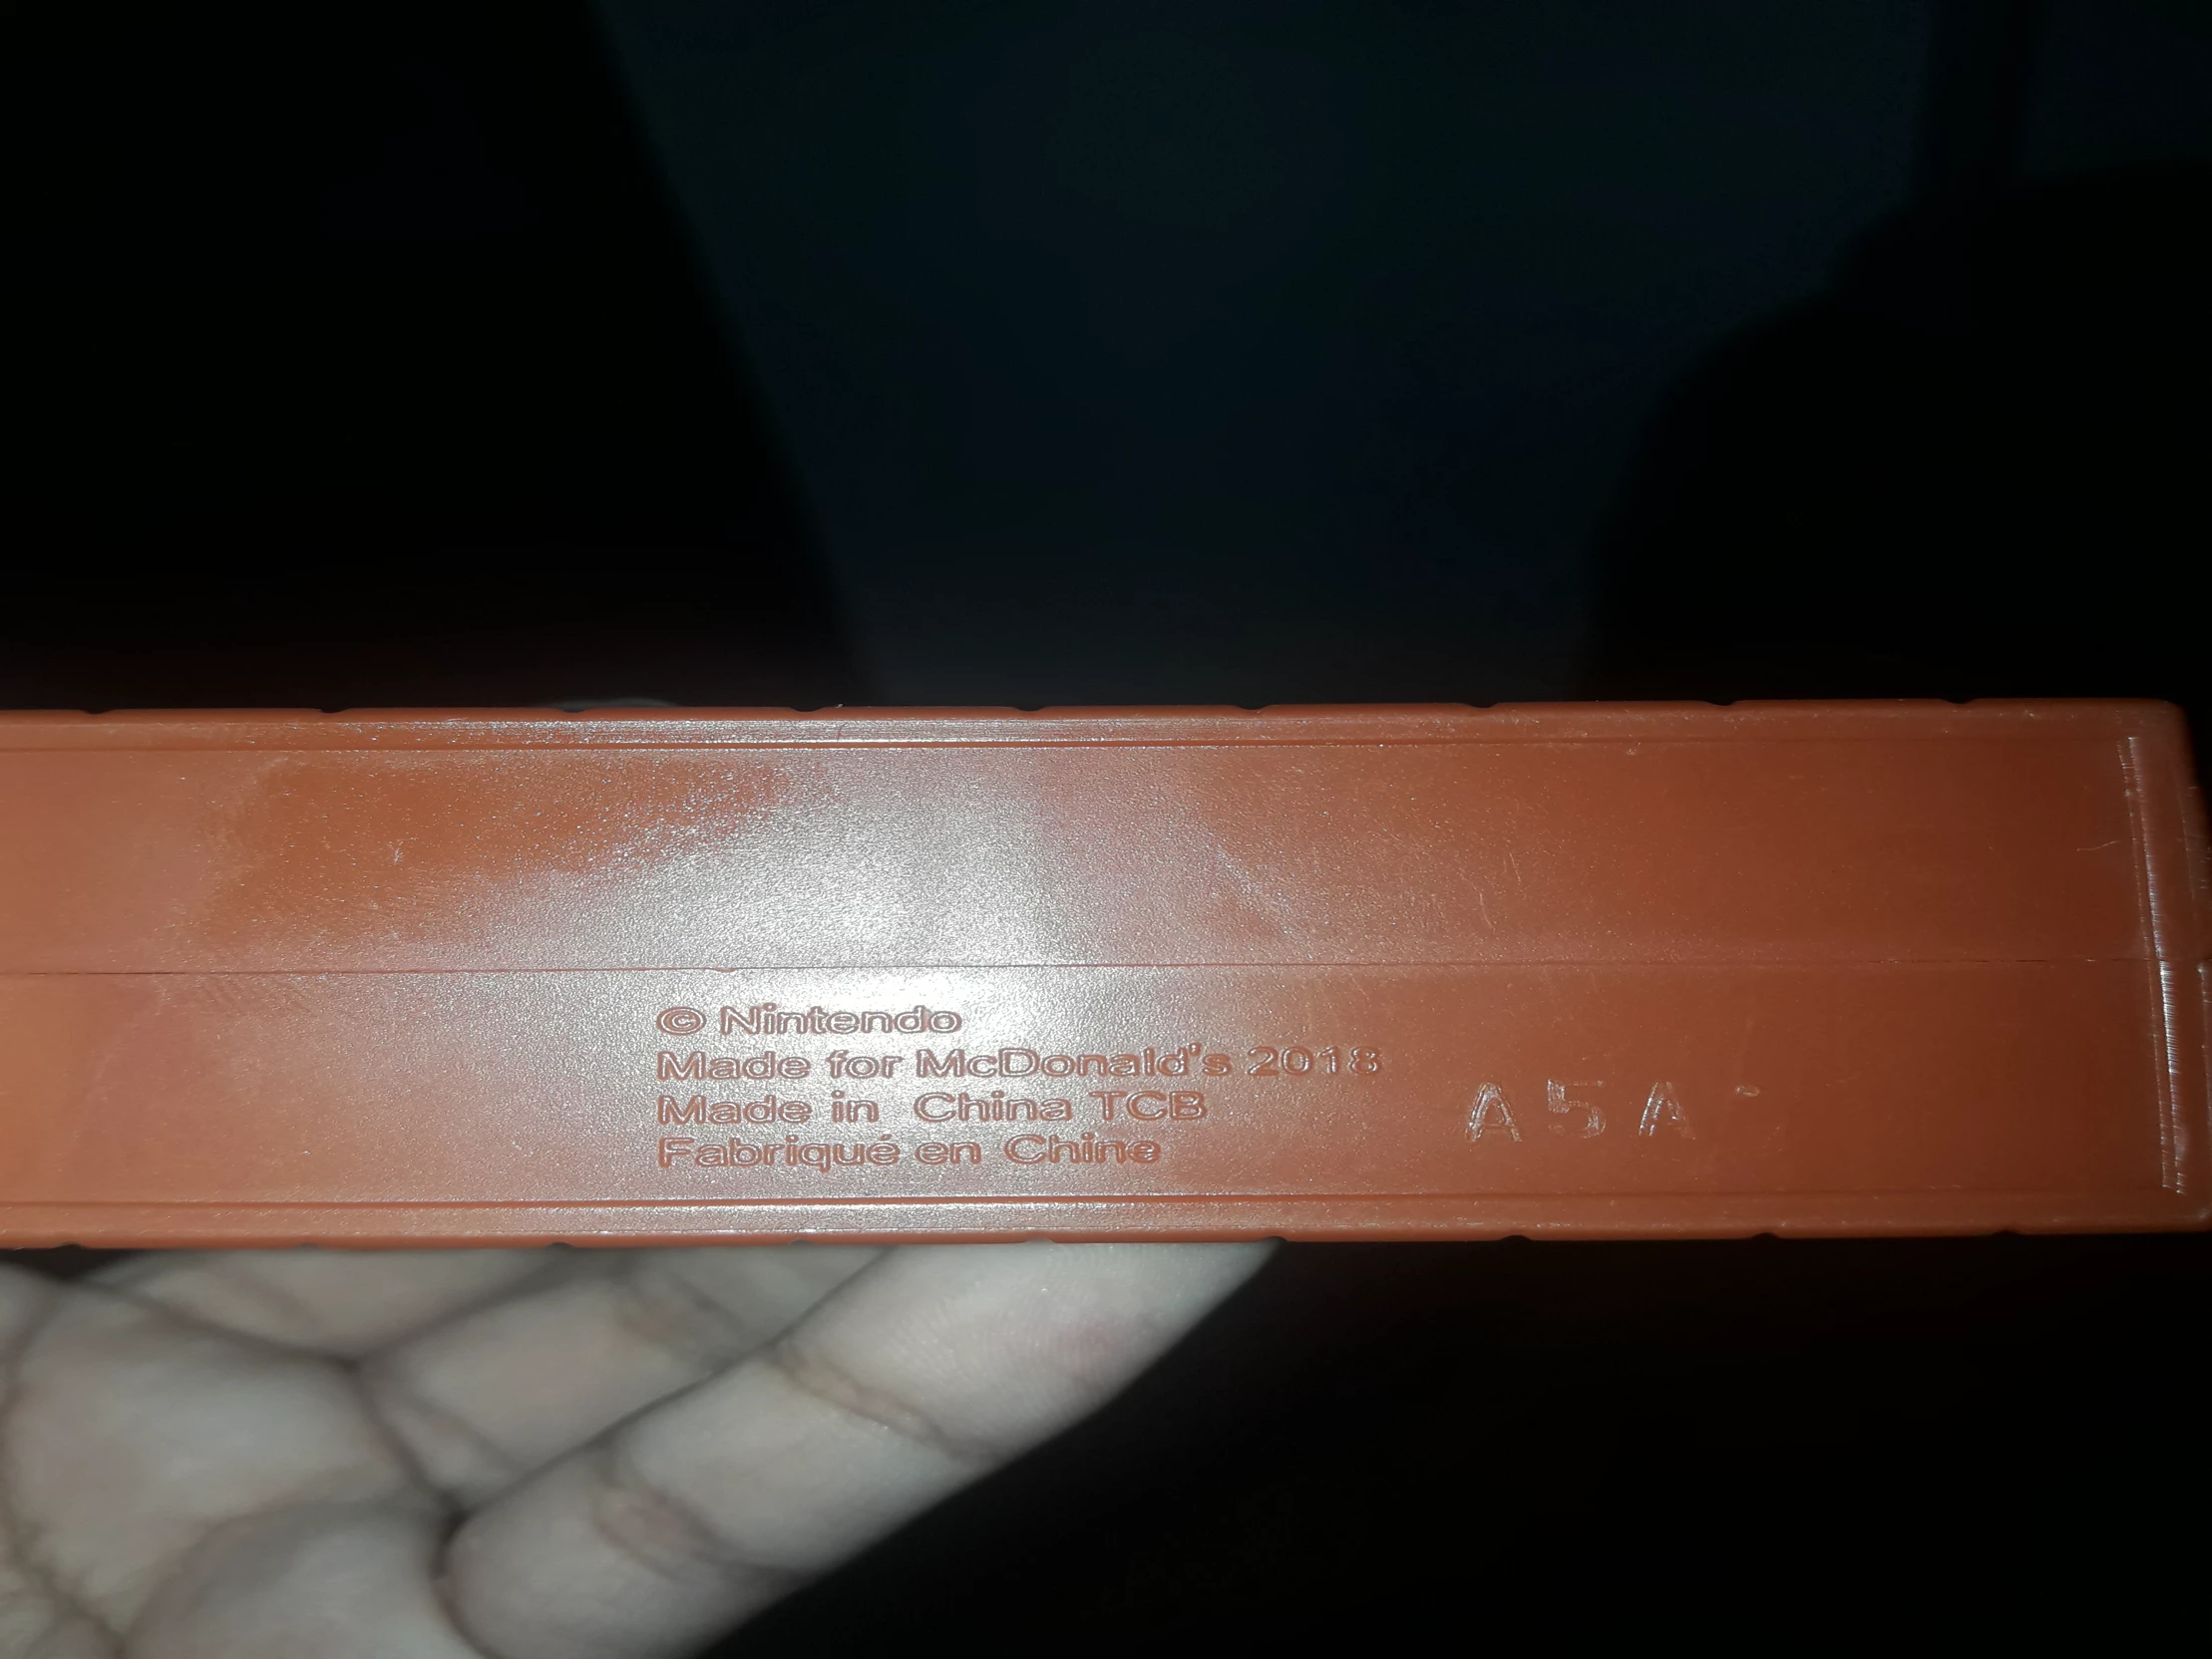 © Nintendo
Made for McDonald's 2018
Made in China TCB
Fabriqué en Chine
A5A